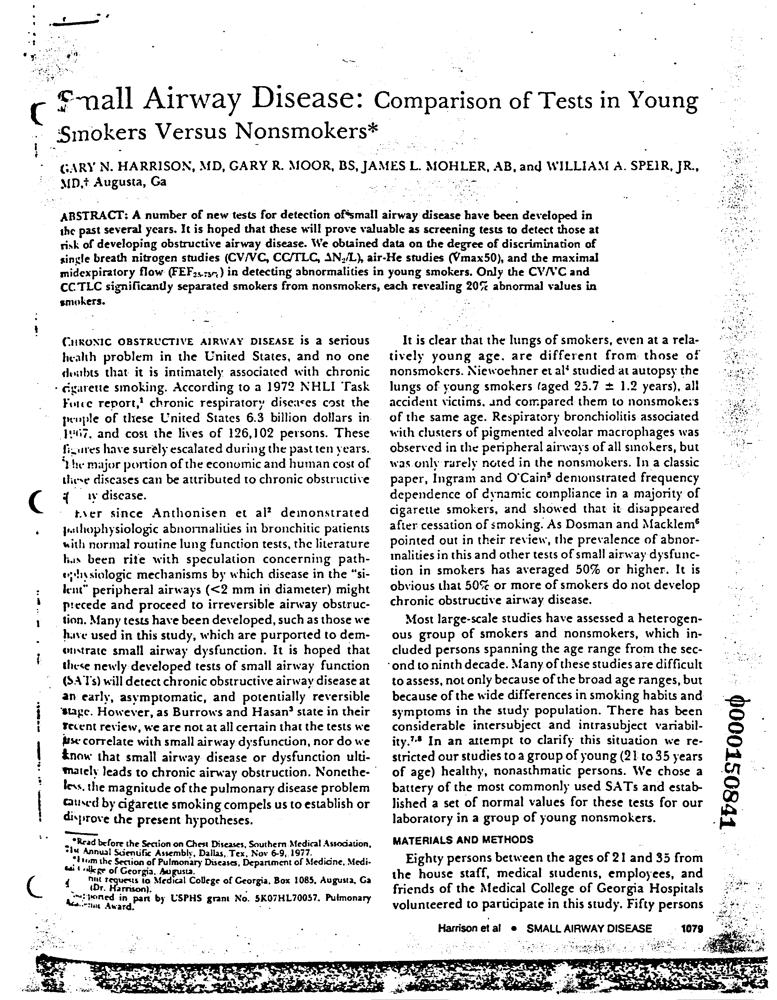 Small Airway Disease: Comparison of Tests in Young
Smokers Versus Nonsmokers*
GARY N. HARRISON, MD, GARY R. MOOR, BS, JAMES L. MOHLER, AB, and WILLIAM A. SPEIR, JR.,
MD,† Augusta, Ga
ABSTRACT: A number of new tests for detection of small airway disease have been developed in
the past several years. It is hoped that these will prove valuable as screening tests to detect those at
risk of developing obstructive airway disease. We obtained data on the degree of discrimination of
single breath nitrogen studies (CV/VC, CC/TLC, ΔN₂/L), air-He studies (V̇max50), and the maximal
midexpiratory flow (FEF25-75%) in detecting abnormalities in young smokers. Only the CV/VC and
CC/TLC significantly separated smokers from nonsmokers, each revealing 20% abnormal values in
smokers.
CHRONIC OBSTRUCTIVE AIRWAY DISEASE is a serious
health problem in the United States, and no one
doubts that it is intimately associated with chronic
cigarette smoking. According to a 1972 NHLI Task
Force report,¹ chronic respiratory diseases cost the
people of these United States 6.3 billion dollars in
1967, and cost the lives of 126,102 persons. These
figures have surely escalated during the past ten years.
The major portion of the economic and human cost of
these diseases can be attributed to chronic obstructive
disease.
Ever since Anthonisen et al² demonstrated
pathophysiologic abnormalities in bronchitic patients
with normal routine lung function tests, the literature
has been rife with speculation concerning path-
ophysiologic mechanisms by which disease in the "si-
lent" peripheral airways (<2 mm in diameter) might
precede and proceed to irreversible airway obstruc-
tion. Many tests have been developed, such as those we
have used in this study, which are purported to dem-
onstrate small airway dysfunction. It is hoped that
these newly developed tests of small airway function
(SATs) will detect chronic obstructive airway disease at
an early, asymptomatic, and potentially reversible
stage. However, as Burrows and Hasan³ state in their
recent review, we are not at all certain that the tests we
use correlate with small airway dysfunction, nor do we
know that small airway disease or dysfunction ulti-
mately leads to chronic airway obstruction. Nonethe-
less, the magnitude of the pulmonary disease problem
caused by cigarette smoking compels us to establish or
disprove the present hypotheses.
*Read before the Section on Chest Diseases, Southern Medical Association,
71st Annual Scientific Assembly, Dallas, Tex, Nov 6-9, 1977.
†From the Section of Pulmonary Diseases, Department of Medicine, Medi-
cal College of Georgia, Augusta.
requests to Medical College of Georgia, Box 1085, Augusta, Ga
(Dr. Harrison).
in part by USPHS grant No. 5K07HL70057. Pulmonary
Award.
It is clear that the lungs of smokers, even at a rela-
tively young age, are different from those of
nonsmokers. Niewoehner et al⁴ studied at autopsy the
lungs of young smokers (aged 25.7 ± 1.2 years), all
accident victims, and compared them to nonsmokers
of the same age. Respiratory bronchiolitis associated
with clusters of pigmented alveolar macrophages was
observed in the peripheral airways of all smokers, but
was only rarely noted in the nonsmokers. In a classic
paper, Ingram and O'Cain⁵ demonstrated frequency
dependence of dynamic compliance in a majority of
cigarette smokers, and showed that it disappeared
after cessation of smoking. As Dosman and Macklem⁶
pointed out in their review, the prevalence of abnor-
malities in this and other tests of small airway dysfunc-
tion in smokers has averaged 50% or higher. It is
obvious that 50% or more of smokers do not develop
chronic obstructive airway disease.
Most large-scale studies have assessed a heterogen-
ous group of smokers and nonsmokers, which in-
cluded persons spanning the age range from the sec-
ond to ninth decade. Many of these studies are difficult
to assess, not only because of the broad age ranges, but
because of the wide differences in smoking habits and
symptoms in the study population. There has been
considerable intersubject and intrasubject variabil-
ity.⁷,⁸ In an attempt to clarify this situation we re-
stricted our studies to a group of young (21 to 35 years
of age) healthy, nonasthmatic persons. We chose a
battery of the most commonly used SATs and estab-
lished a set of normal values for these tests for our
laboratory in a group of young nonsmokers.
MATERIALS AND METHODS
Eighty persons between the ages of 21 and 35 from
the house staff, medical students, employees, and
friends of the Medical College of Georgia Hospitals
volunteered to participate in this study. Fifty persons
Harrison et al • SMALL AIRWAY DISEASE 1079
0000150841